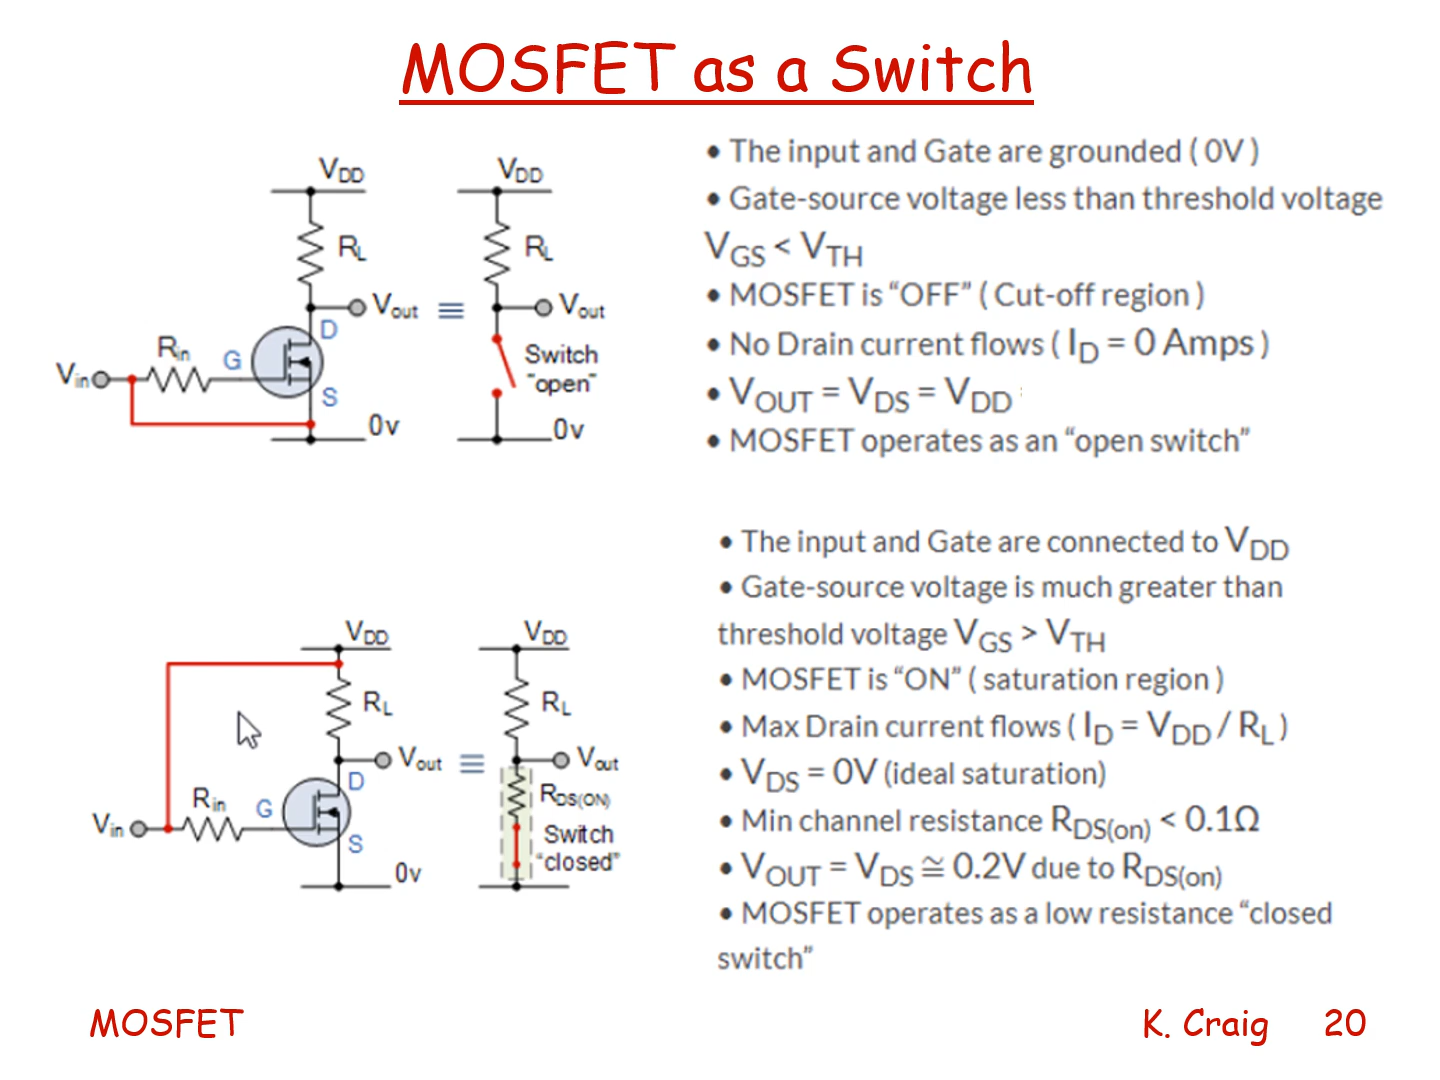 MOSFET as a Switch
VDD
RL
Vout
Rin
Vin
G
D
S
0v
≡
VDD
RL
Vout
Switch
"open"
0v
• The input and Gate are grounded ( 0V )
• Gate-source voltage less than threshold voltage
VGS < VTH
• MOSFET is “OFF” ( Cut-off region )
• No Drain current flows ( ID = 0 Amps )
• VOUT = VDS = VDD
• MOSFET operates as an “open switch”
VDD
RL
Vout
Rin
Vin
G
D
S
0v
≡
VDD
RL
Vout
RDS(ON)
Switch
"closed"
• The input and Gate are connected to VDD
• Gate-source voltage is much greater than
threshold voltage VGS > VTH
• MOSFET is “ON” ( saturation region )
• Max Drain current flows ( ID = VDD / RL )
• VDS = 0V (ideal saturation)
• Min channel resistance RDS(on) < 0.1Ω
• VOUT = VDS ≅ 0.2V due to RDS(on)
• MOSFET operates as a low resistance “closed
switch”
MOSFET
K. Craig
20